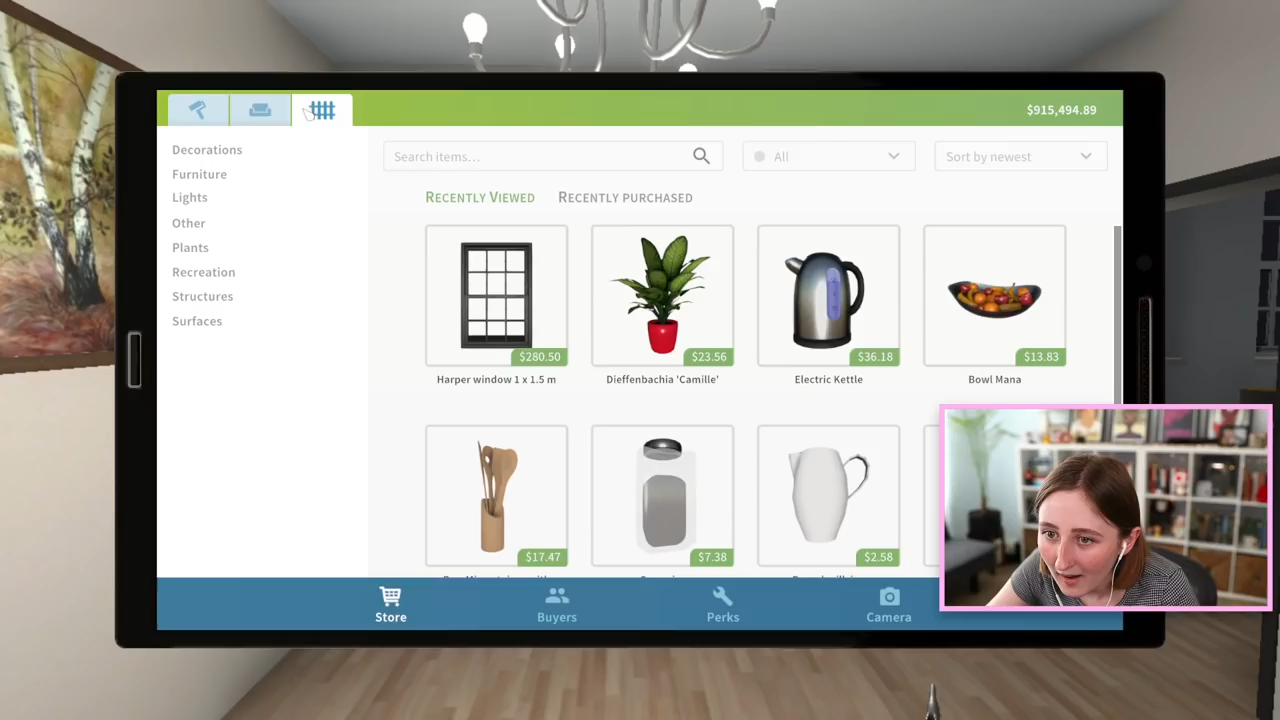 $915,494.89
Decorations
Furniture
Lights
Other
Plants
Recreation
Structures
Surfaces
Search items...
All
Sort by newest
RECENTLY VIEWED
RECENTLY PURCHASED
$280.50
$23.56
$36.18
$13.83
Harper window 1 x 1.5 m
Dieffenbachia 'Camille'
Electric Kettle
Bowl Mana
$17.47
$7.38
$2.58
Store
Buyers
Perks
Camera